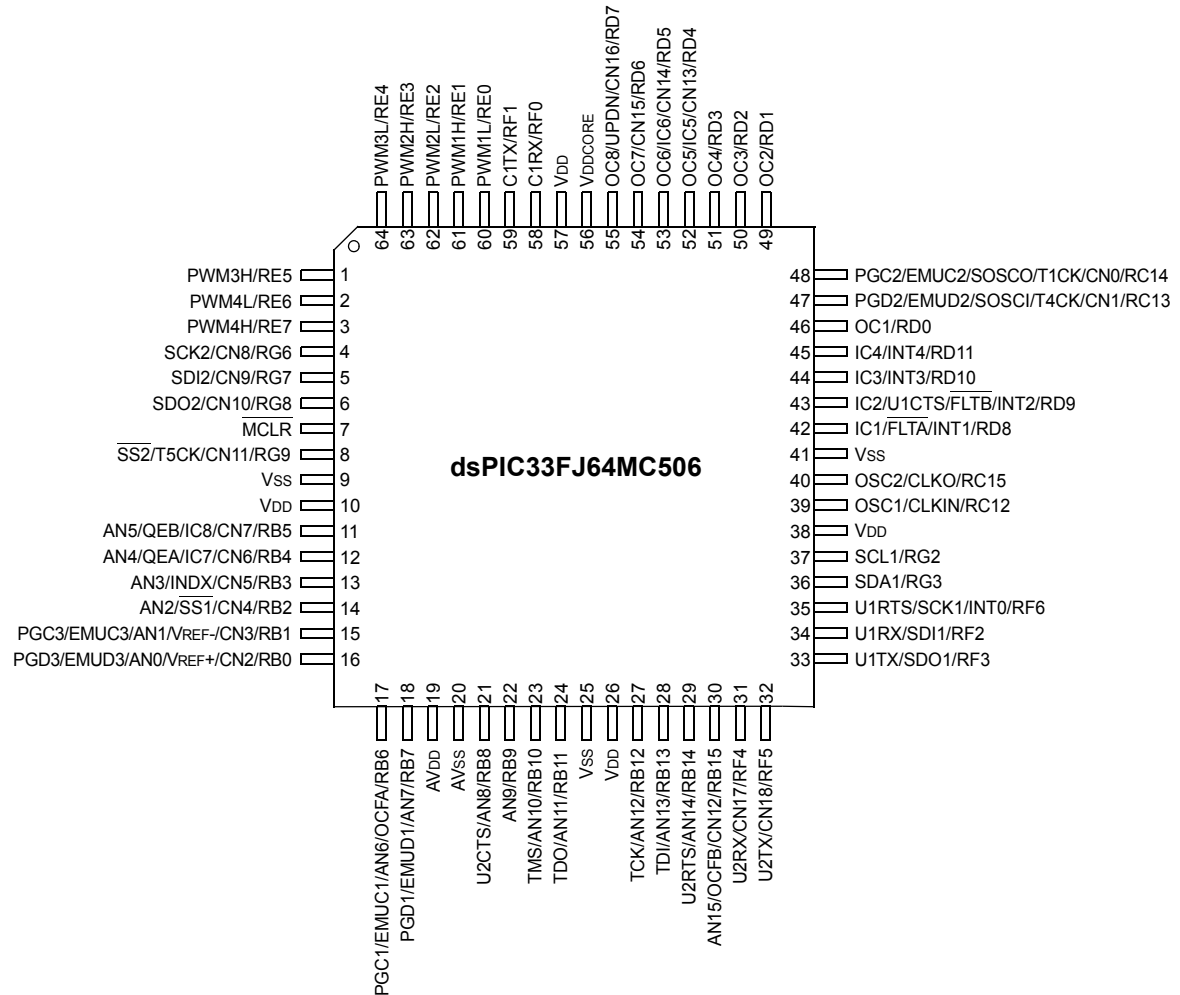 PWM3L/RE4
PWM2H/RE3
PWM2L/RE2
PWM1H/RE1
PWM1L/RE0
C1TX/RF1
C1RX/RF0
VDD
VDDCORE
OC8/UPDN/CN16/RD7
OC7/CN15/RD6
OC6/IC6/CN14/RD5
OC5/IC5/CN13/RD4
OC4/RD3
OC3/RD2
OC2/RD1
64
63
62
61
60
59
58
57
56
55
54
53
52
51
50
49
PWM3H/RE5 1
PWM4L/RE6 2
PWM4H/RE7 3
SCK2/CN8/RG6 4
SDI2/CN9/RG7 5
SDO2/CN10/RG8 6
MCLR 7
SS2/T5CK/CN11/RG9 8
VSS 9
VDD 10
AN5/QEB/IC8/CN7/RB5 11
AN4/QEA/IC7/CN6/RB4 12
AN3/INDX/CN5/RB3 13
AN2/SS1/CN4/RB2 14
PGC3/EMUC3/AN1/VREF-/CN3/RB1 15
PGD3/EMUD3/AN0/VREF+/CN2/RB0 16
dsPIC33FJ64MC506
48 PGC2/EMUC2/SOSCO/T1CK/CN0/RC14
47 PGD2/EMUD2/SOSCI/T4CK/CN1/RC13
46 OC1/RD0
45 IC4/INT4/RD11
44 IC3/INT3/RD10
43 IC2/U1CTS/FLTB/INT2/RD9
42 IC1/FLTA/INT1/RD8
41 VSS
40 OSC2/CLKO/RC15
39 OSC1/CLKIN/RC12
38 VDD
37 SCL1/RG2
36 SDA1/RG3
35 U1RTS/SCK1/INT0/RF6
34 U1RX/SDI1/RF2
33 U1TX/SDO1/RF3
17
18
19
20
21
22
23
24
25
26
27
28
29
30
31
32
PGC1/EMUC1/AN6/OCFA/RB6
PGD1/EMUD1/AN7/RB7
AVDD
AVSS
U2CTS/AN8/RB8
AN9/RB9
TMS/AN10/RB10
TDO/AN11/RB11
VSS
VDD
TCK/AN12/RB12
TDI/AN13/RB13
U2RTS/AN14/RB14
AN15/OCFB/CN12/RB15
U2RX/CN17/RF4
U2TX/CN18/RF5